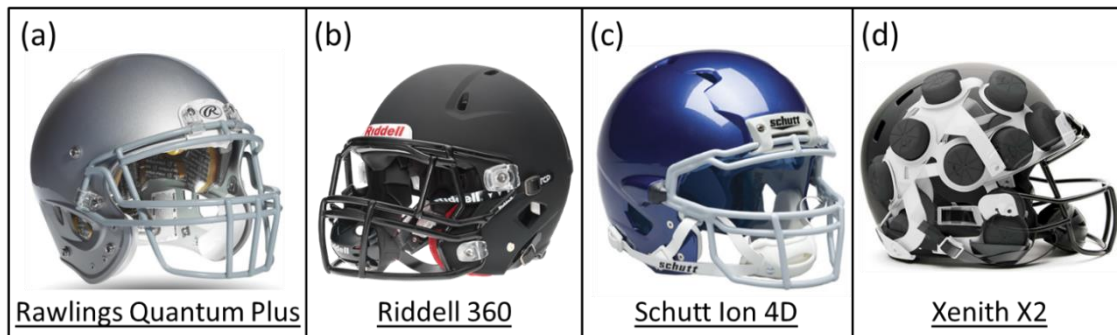 (a)
(b)
(c)
(d)
R
Riddell
schutt
schutt
Rawlings Quantum Plus
Riddell 360
Schutt Ion 4D
Xenith X2